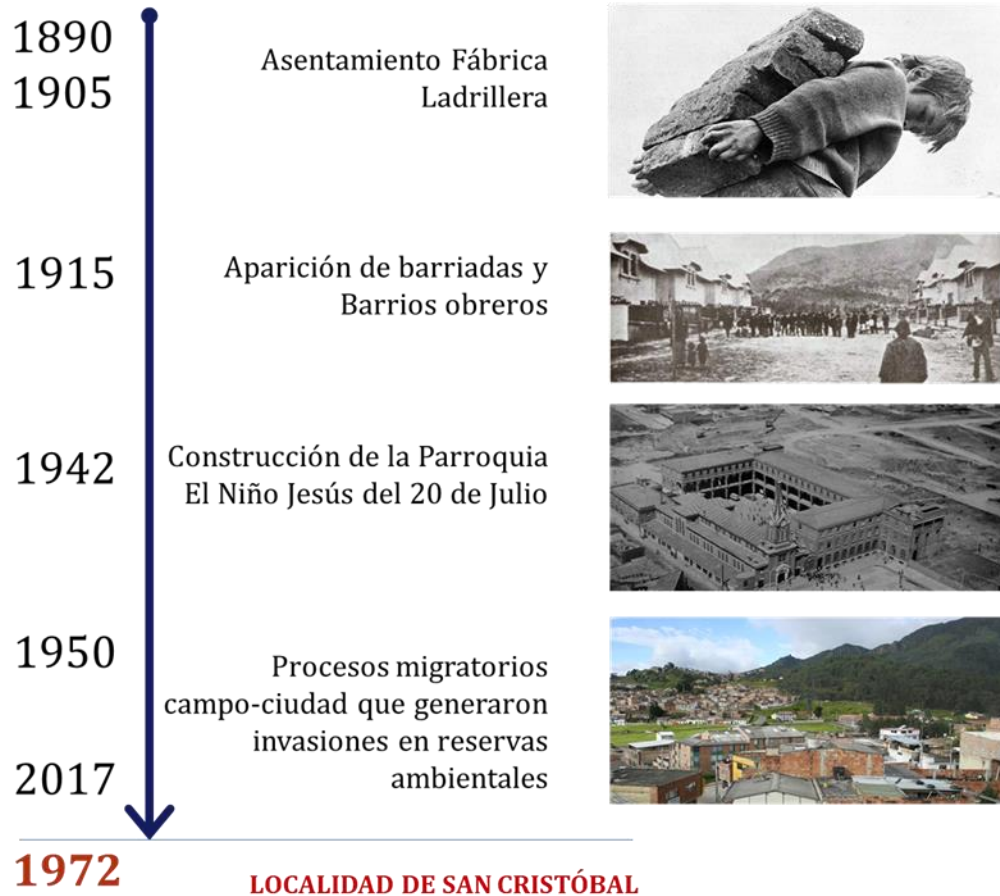 1890
1905
Asentamiento Fábrica
Ladrillera
1915
Aparición de barriadas y
Barrios obreros
1942
Construcción de la Parroquia
El Niño Jesús del 20 de Julio
1950
Procesos migratorios
campo-ciudad que generaron
invasiones en reservas
ambientales
2017
1972
LOCALIDAD DE SAN CRISTÓBAL